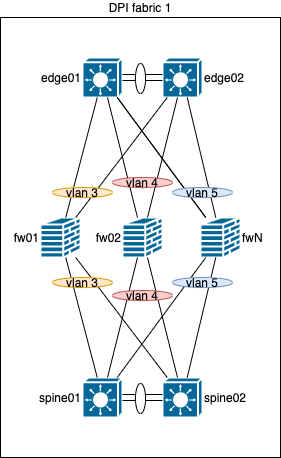 DPI fabric 1
edge01
edge02
vlan 3
vlan 4
vlan 5
fw01
fw02
fwN
vlan 3
vlan 4
vlan 5
spine01
spine02